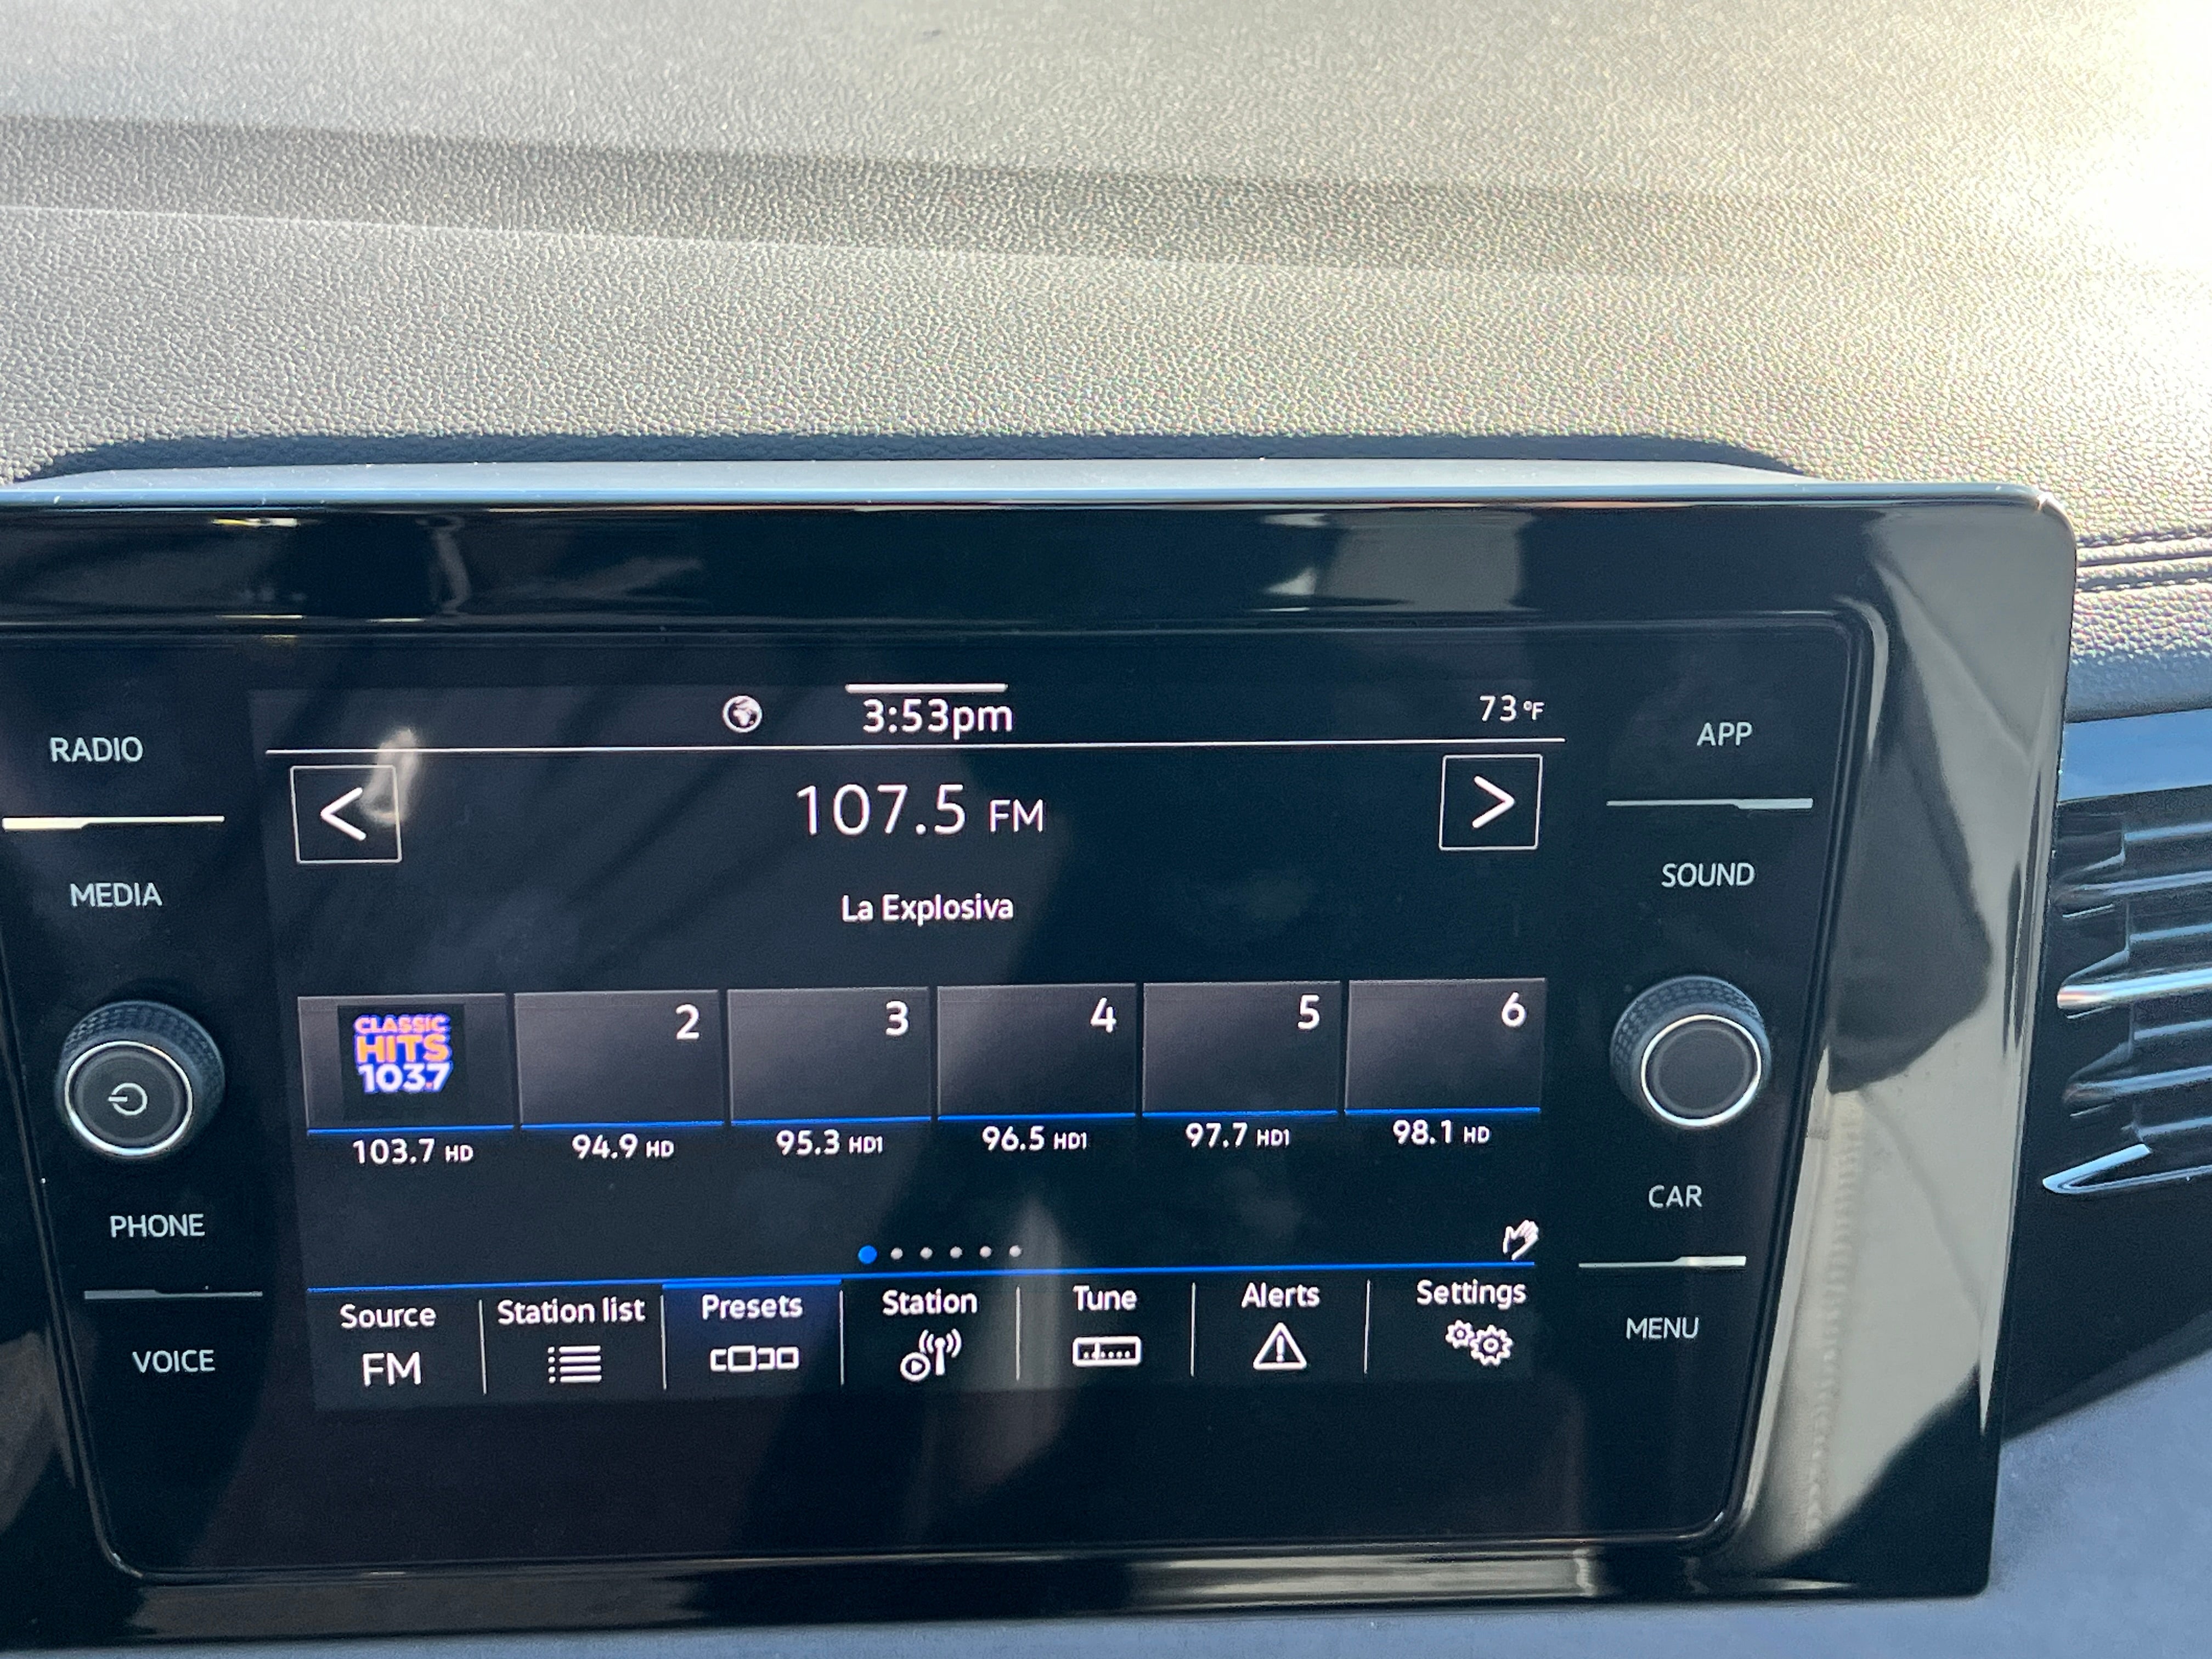 3:53pm
73°F
RADIO
APP
<
107.5 FM
>
MEDIA
SOUND
La Explosiva
CLASSIC
HITS
103.7
2
3
4
5
6
103.7 HD
94.9 HD
95.3 HD1
96.5 HD1
97.7 HD1
98.1 HD
PHONE
CAR
Source
Station list
Presets
Station
Tune
Alerts
Settings
FM
VOICE
MENU